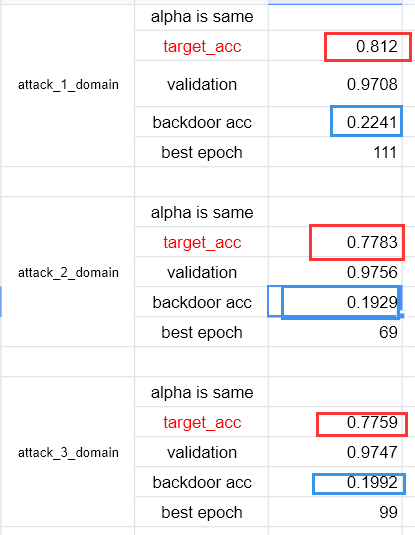 alpha is same
target_acc 0.812
attack_1_domain validation 0.9708
backdoor acc 0.2241
best epoch 111
alpha is same
target_acc 0.7783
attack_2_domain validation 0.9756
backdoor acc 0.1929
best epoch 69
alpha is same
target_acc 0.7759
attack_3_domain validation 0.9747
backdoor acc 0.1992
best epoch 99